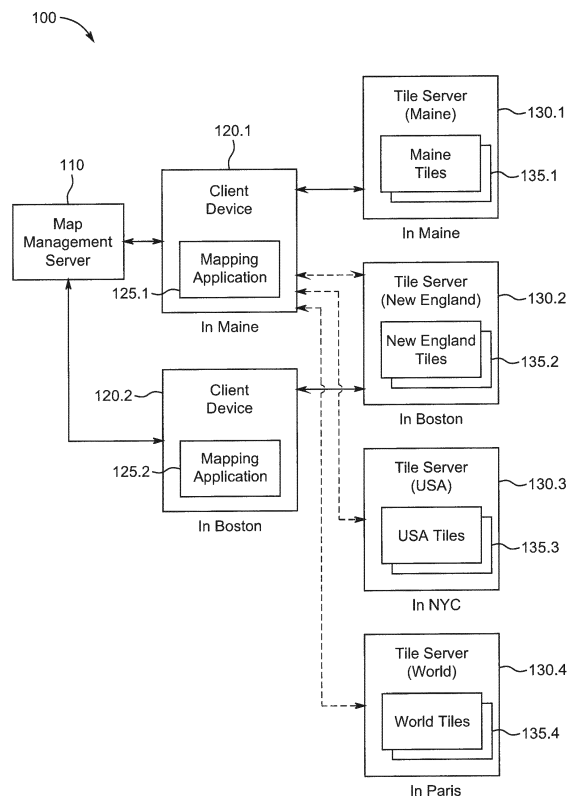 100
110
Map
Management
Server
120.1
Client
Device
Mapping
Application
125.1
In Maine
120.2
Client
Device
Mapping
Application
125.2
In Boston
Tile Server
(Maine)
130.1
Maine
Tiles
135.1
In Maine
Tile Server
(New England)
130.2
New England
Tiles
135.2
In Boston
Tile Server
(USA)
130.3
USA Tiles
135.3
In NYC
Tile Server
(World)
130.4
World Tiles
135.4
In Paris